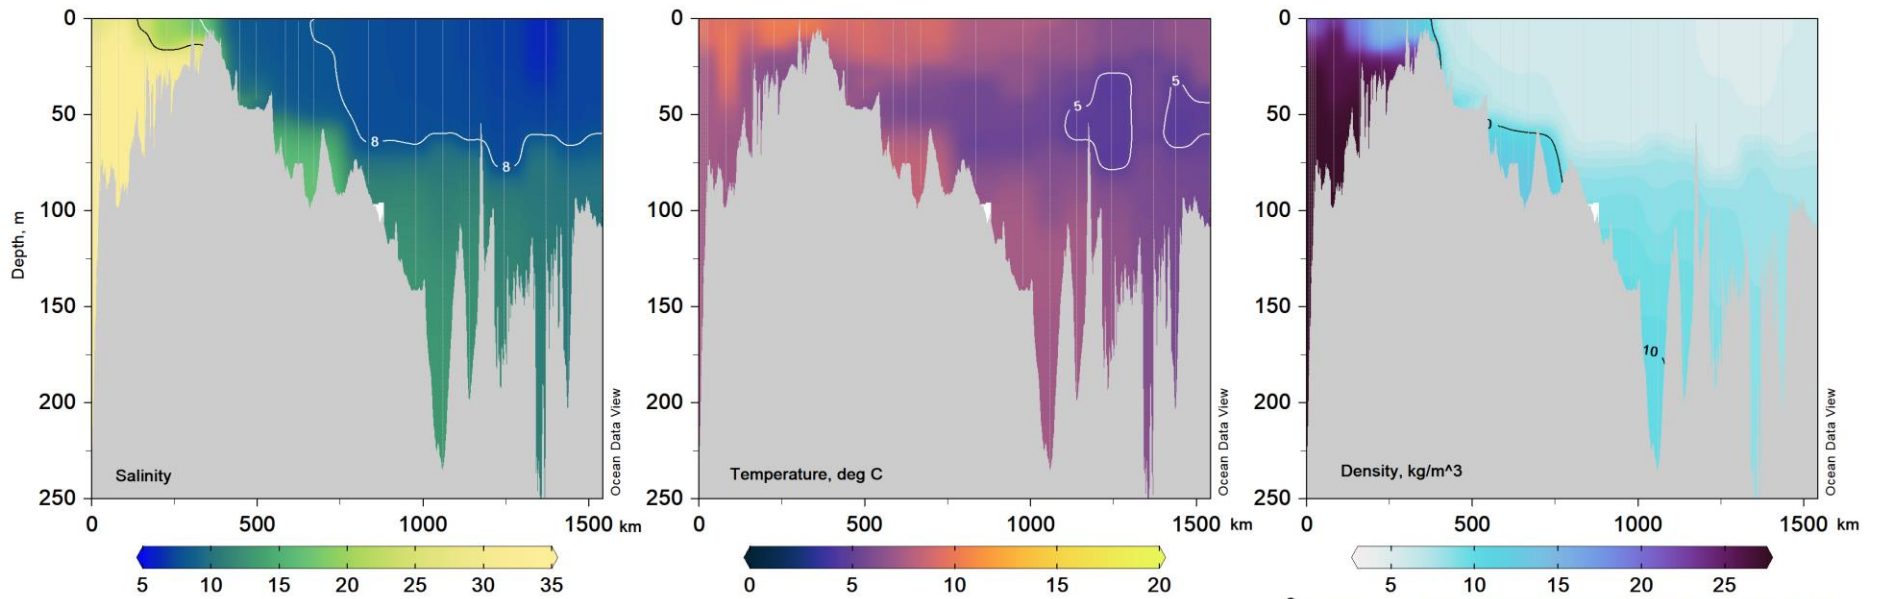 0
50
100
150
200
250
Depth, m
8
8
Salinity
Ocean Data View
0 500 1000 1500 km
5 10 15 20 25 30 35
0
50
100
150
200
250
5
5
Temperature, deg C
Ocean Data View
0 500 1000 1500 km
0 5 10 15 20
0
50
100
150
200
250
0
10
Density, kg/m^3
Ocean Data View
0 500 1000 1500 km
5 10 15 20 25